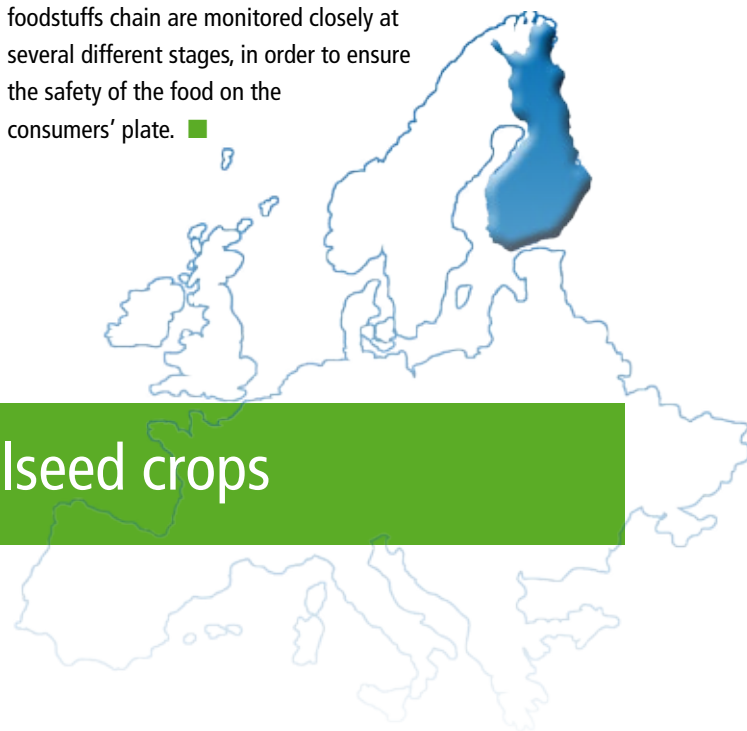 foodstuffs chain are monitored closely at
several different stages, in order to ensure
the safety of the food on the
consumers’ plate.
lseed crops